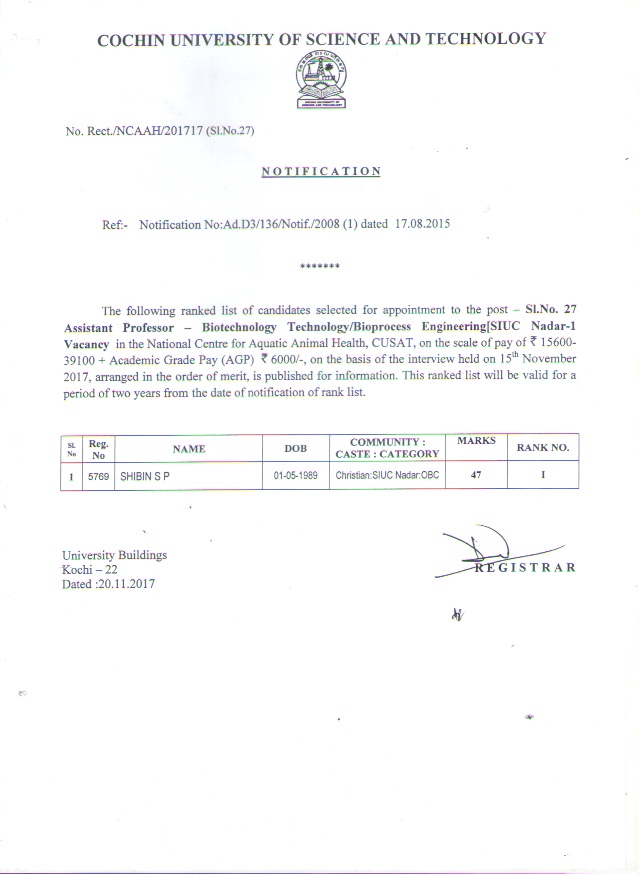 COCHIN UNIVERSITY OF SCIENCE AND TECHNOLOGY
No. Rect./NCAAH/201717 (SI.No.27)
NOTIFICATION
Ref:- Notification No:Ad.D3/136/Notif./2008 (1) dated 17.08.2015
*******
The following ranked list of candidates selected for appointment to the post – Sl.No. 27
Assistant Professor – Biotechnology Technology/Bioprocess Engineering[SIUC Nadar-1
Vacancy in the National Centre for Aquatic Animal Health, CUSAT, on the scale of pay of ₹ 15600-
39100 + Academic Grade Pay (AGP) ₹ 6000/-, on the basis of the interview held on 15th November
2017, arranged in the order of merit, is published for information. This ranked list will be valid for a
period of two years from the date of notification of rank list.
Sl. No Reg. No NAME DOB COMMUNITY : CASTE : CATEGORY MARKS RANK NO.
1 5769 SHIBIN S P 01-05-1989 Christian:SIUC Nadar:OBC 47 I
University Buildings
Kochi – 22
Dated :20.11.2017
REGISTRAR